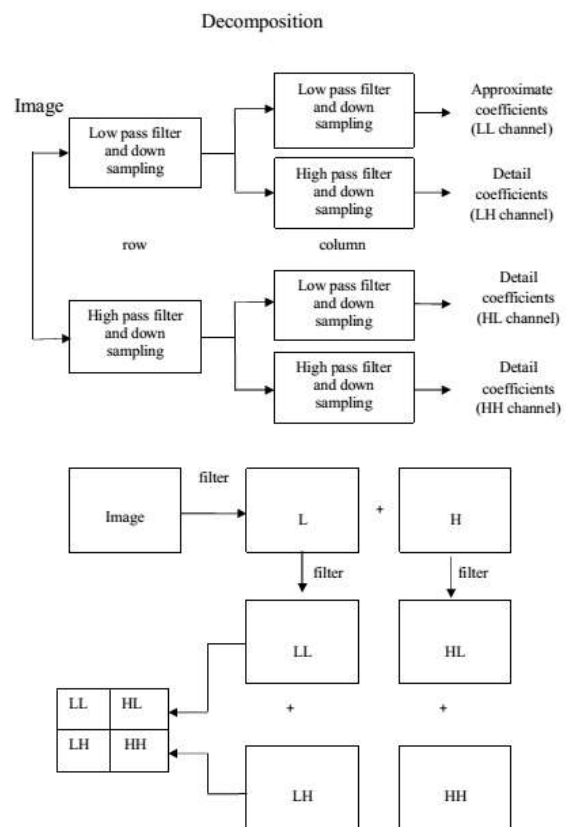 Decomposition
Image
Low pass filter
and down
sampling
Low pass filter
and down
sampling
Approximate
coefficients
(LL channel)
High pass filter
and down
sampling
Detail
coefficients
(LH channel)
row
column
High pass filter
and down
sampling
Low pass filter
and down
sampling
Detail
coefficients
(HL channel)
High pass filter
and down
sampling
Detail
coefficients
(HH channel)
Image
filter
L
+
H
filter
filter
LL
HL
LL HL
LH HH
+
+
LH
HH